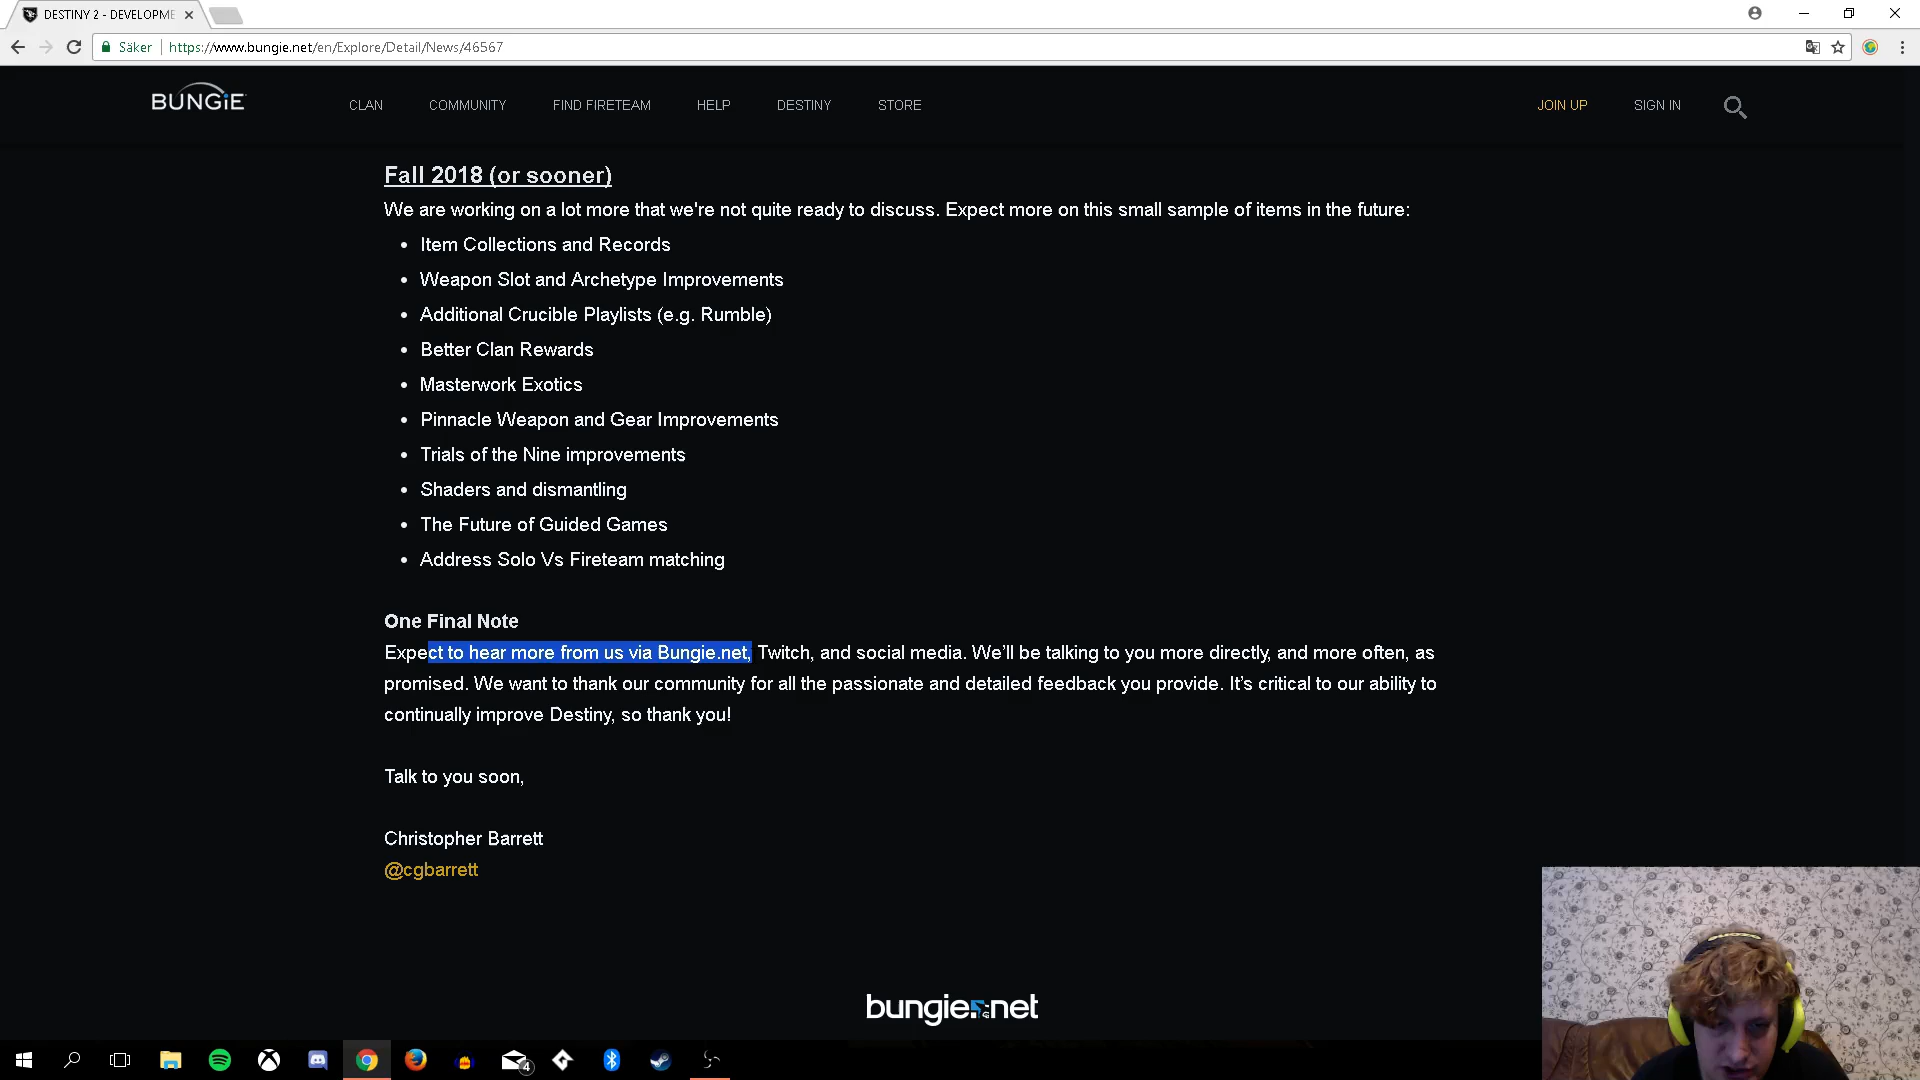 DESTINY 2 - DEVELOPME
Säker
https://www.bungie.net/en/Explore/Detail/News/46567
BUNGiE
CLAN
COMMUNITY
FIND FIRETEAM
HELP
DESTINY
STORE
JOIN UP
SIGN IN
Fall 2018 (or sooner)
We are working on a lot more that we're not quite ready to discuss. Expect more on this small sample of items in the future:
• Item Collections and Records
• Weapon Slot and Archetype Improvements
• Additional Crucible Playlists (e.g. Rumble)
• Better Clan Rewards
• Masterwork Exotics
• Pinnacle Weapon and Gear Improvements
• Trials of the Nine improvements
• Shaders and dismantling
• The Future of Guided Games
• Address Solo Vs Fireteam matching
One Final Note
Expect to hear more from us via Bungie.net, Twitch, and social media. We’ll be talking to you more directly, and more often, as
promised. We want to thank our community for all the passionate and detailed feedback you provide. It’s critical to our ability to
continually improve Destiny, so thank you!
Talk to you soon,
Christopher Barrett
@cgbarrett
bungie.net
4